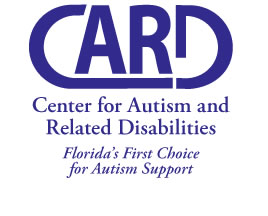 CARD
Center for Autism and
Related Disabilities
Florida's First Choice
for Autism Support